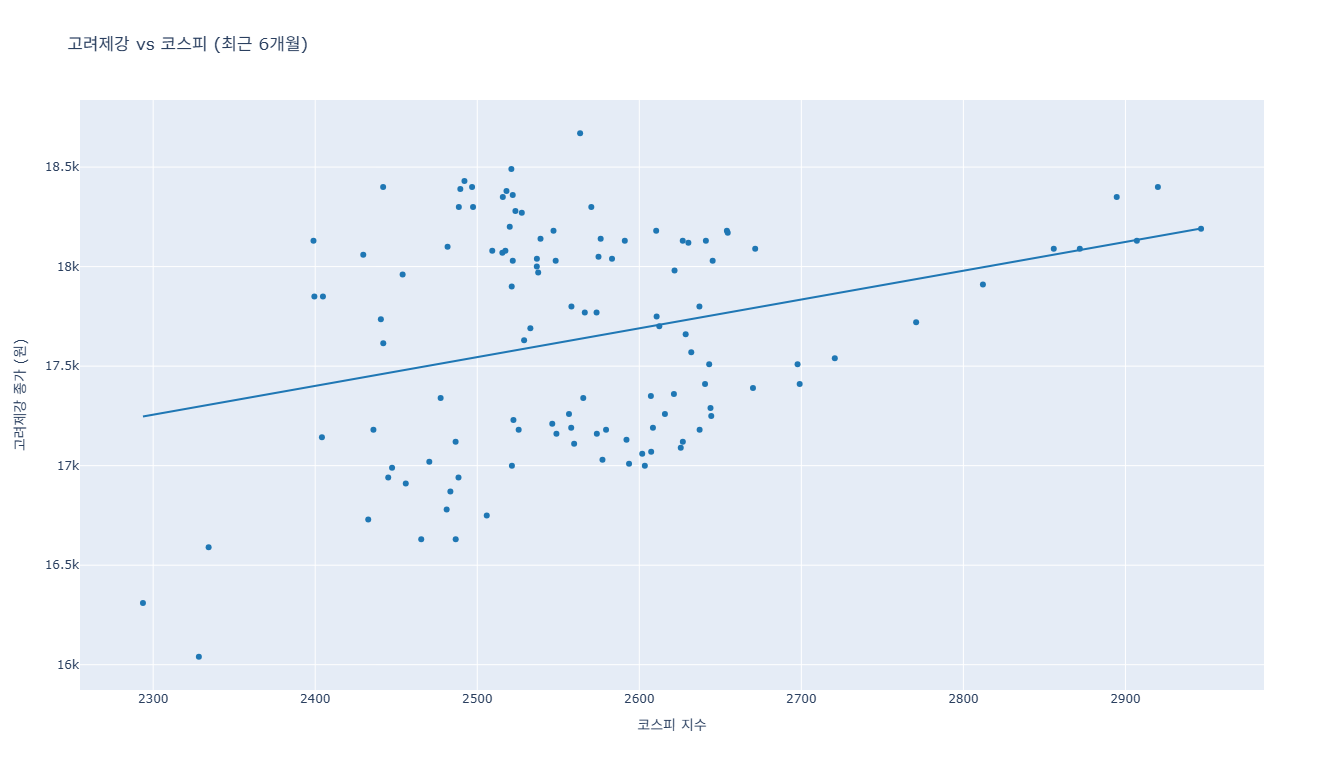 고려제강 vs 코스피 (최근 6개월)
고려제강 종가 (원)
18.5k
18k
17.5k
17k
16.5k
16k
2300 2400 2500 2600 2700 2800 2900
코스피 지수